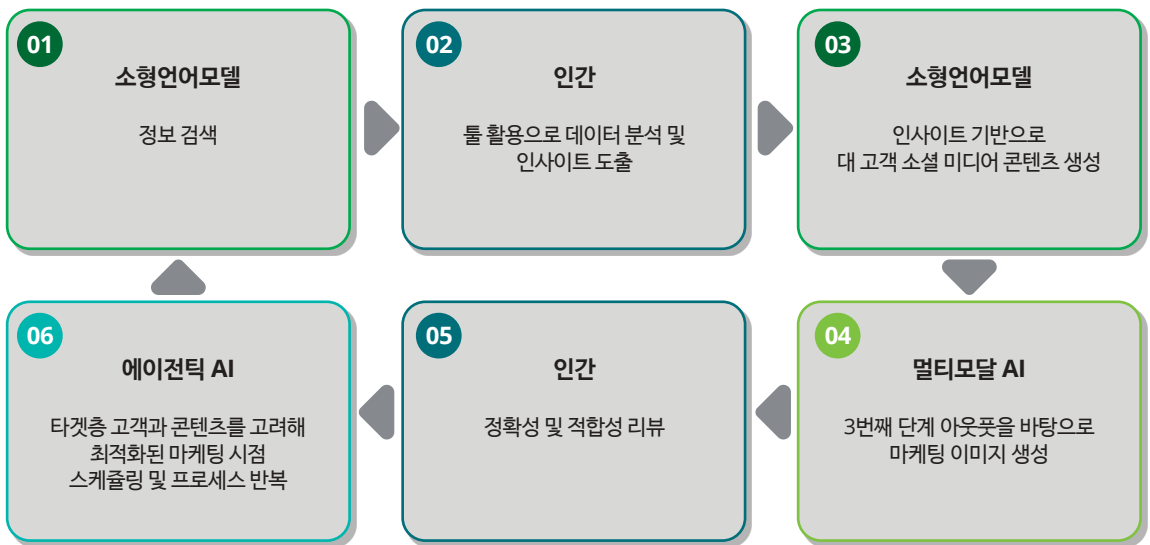 01
소형언어모델
정보 검색
02
인간
툴 활용으로 데이터 분석 및
인사이트 도출
03
소형언어모델
인사이트 기반으로
대 고객 소셜 미디어 콘텐츠 생성
04
멀티모달 AI
3번째 단계 아웃풋을 바탕으로
마케팅 이미지 생성
05
인간
정확성 및 적합성 리뷰
06
에이전틱 AI
타겟층 고객과 콘텐츠를 고려해
최적화된 마케팅 시점
스케쥴링 및 프로세스 반복